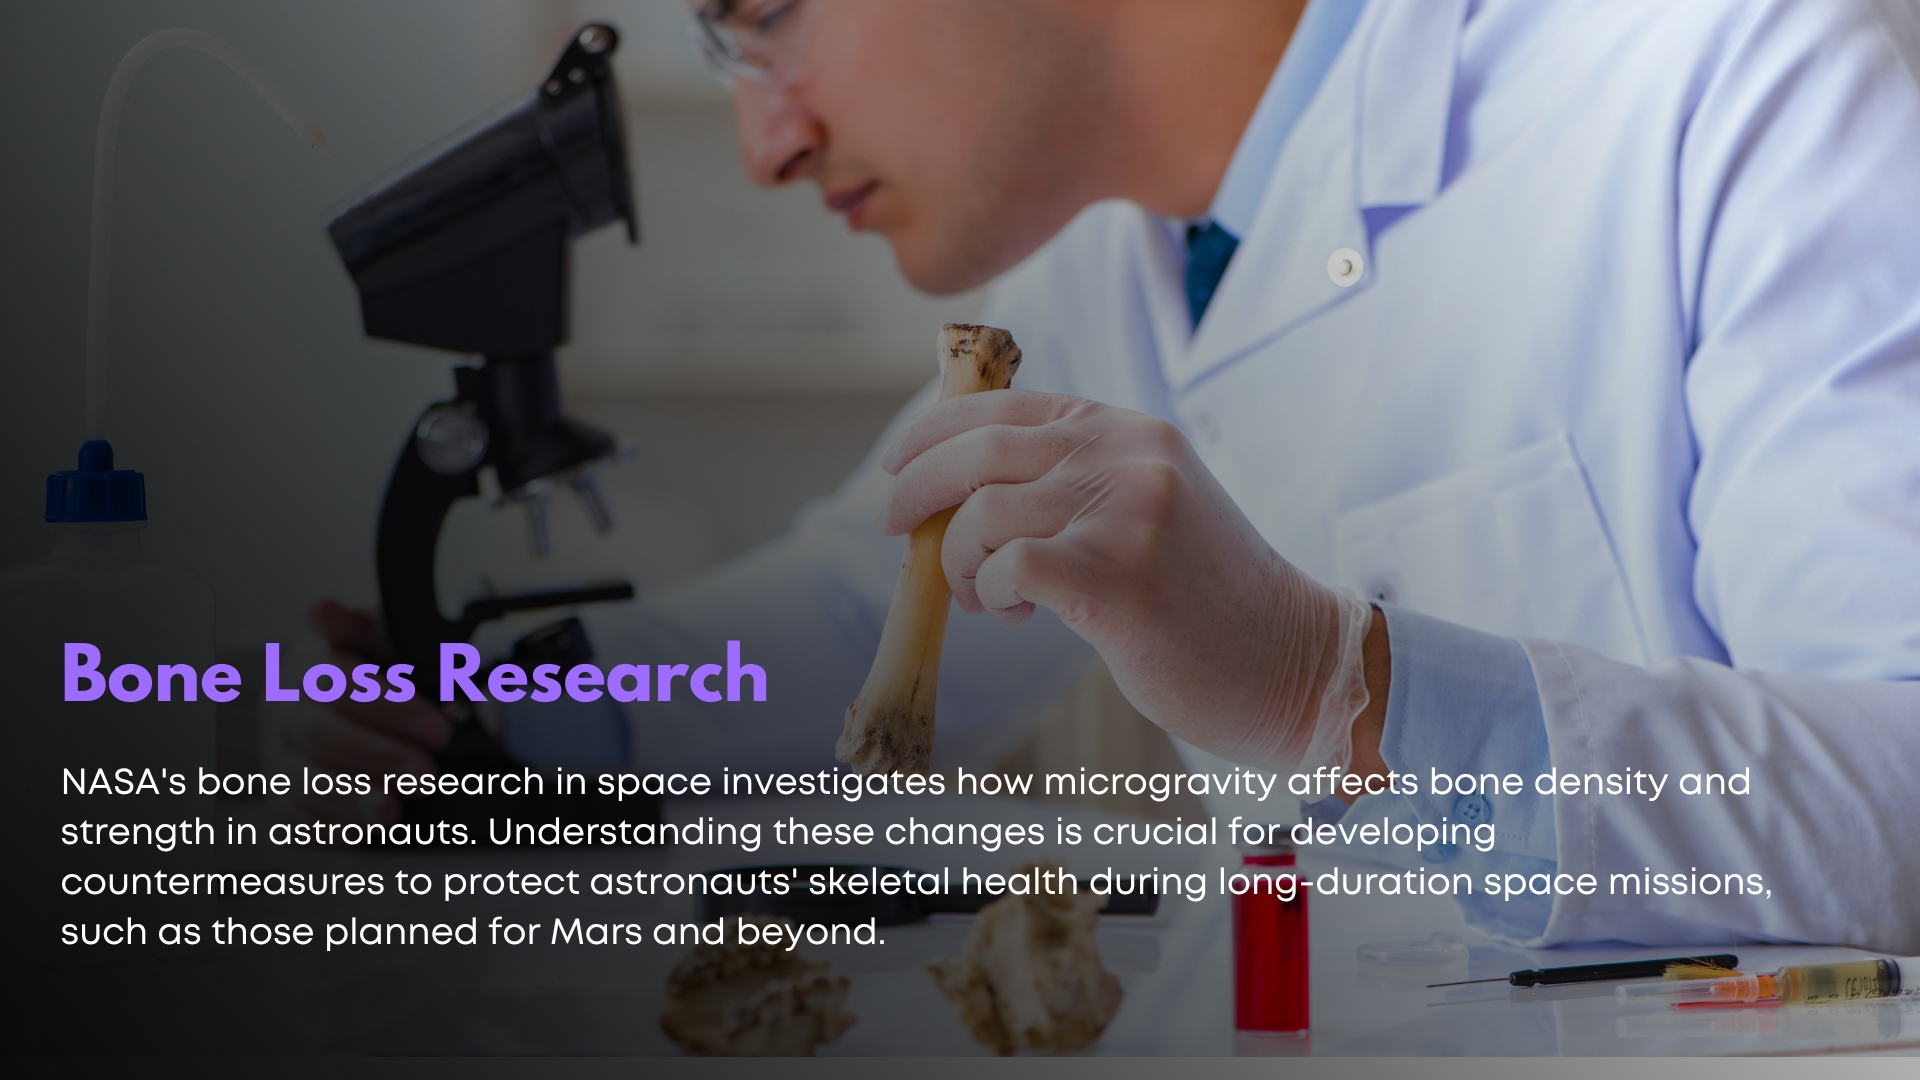 Bone Loss Research
NASA's bone loss research in space investigates how microgravity affects bone density and
strength in astronauts. Understanding these changes is crucial for developing
countermeasures to protect astronauts' skeletal health during long-duration space missions,
such as those planned for Mars and beyond.